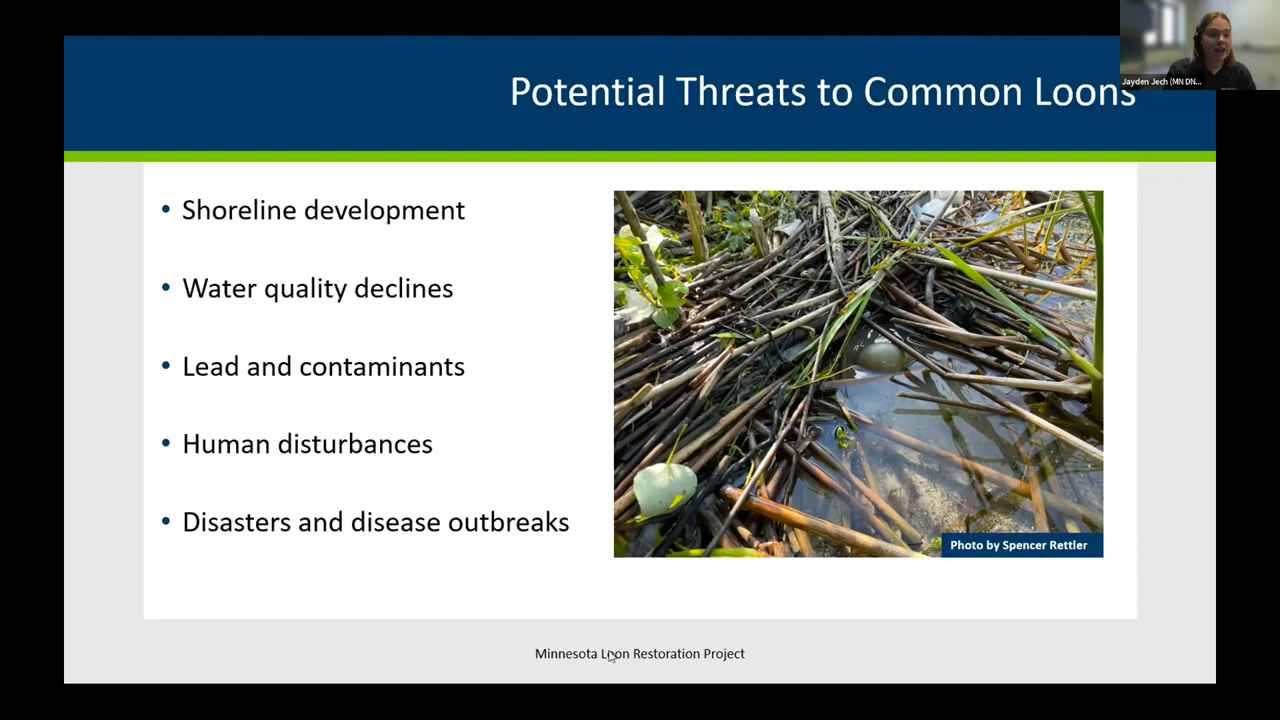 Potential Threats to Common Loons
Jayden Jech (MN DN...
Shoreline development
Water quality declines
Lead and contaminants
Human disturbances
Disasters and disease outbreaks
Photo by Spencer Rettler
Minnesota Loon Restoration Project